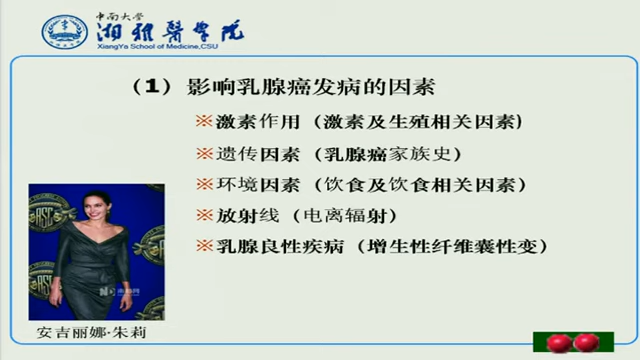 中南大学
湘雅醫学院
XiangYa School of Medicine,CSU
（1）影响乳腺癌发病的因素
※激素作用（激素及生殖相关因素）
※遗传因素（乳腺癌家族史）
※环境因素（饮食及饮食相关因素）
※放射线（电离辐射）
※乳腺良性疾病（增生性纤维囊性变）
ASC
安吉丽娜·朱莉